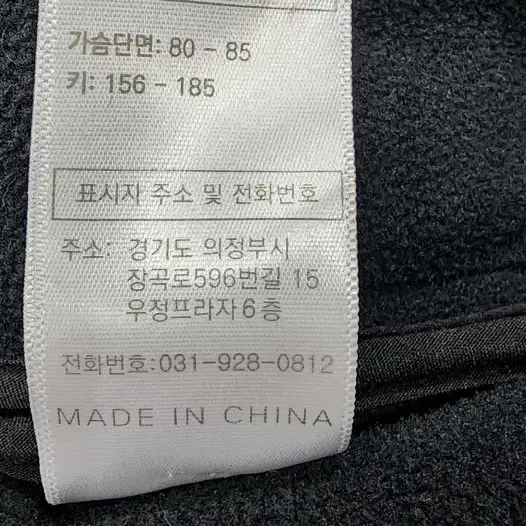 가슴단면: 80 - 85
키: 156 - 185
표시자 주소 및 전화번호
주소: 경기도 의정부시
장곡로596번길 15
우정프라자 6 층
전화번호: 031-928-0812
MADE IN CHINA